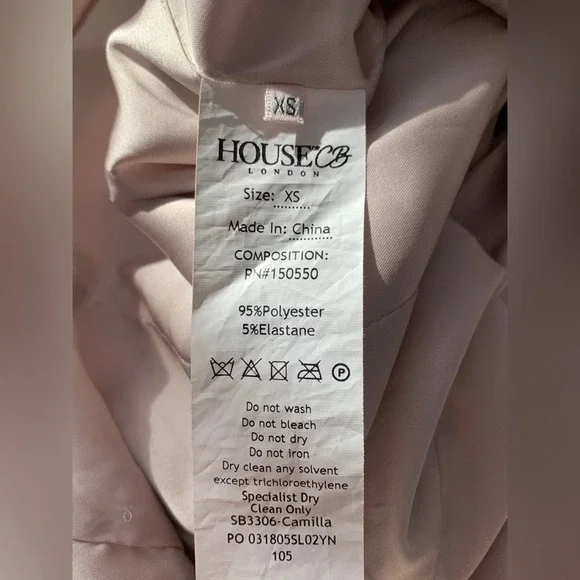 XS
HOUSE OF CB
LONDON
Size: XS
Made In: China
COMPOSITION:
RN#150550
95%Polyester
5%Elastane
P
Do not wash
Do not bleach
Do not dry
Do not iron
Dry clean any solvent
except trichloroethylene
Specialist Dry
Clean Only
SB3306-Camilla
PO 031805SL02YN
105